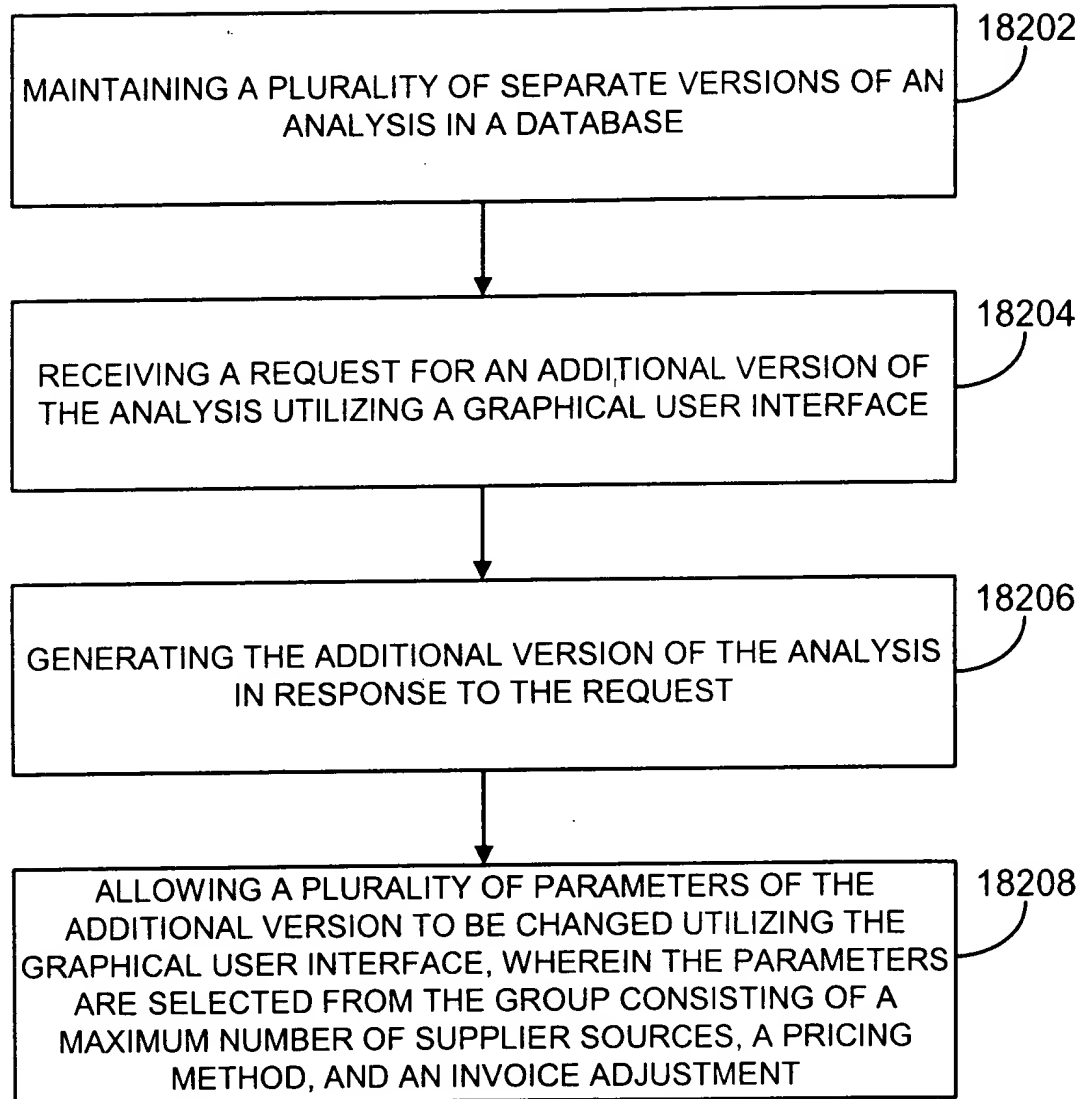 18202
MAINTAINING A PLURALITY OF SEPARATE VERSIONS OF AN
ANALYSIS IN A DATABASE
18204
RECEIVING A REQUEST FOR AN ADDITIONAL VERSION OF
THE ANALYSIS UTILIZING A GRAPHICAL USER INTERFACE
18206
GENERATING THE ADDITIONAL VERSION OF THE ANALYSIS
IN RESPONSE TO THE REQUEST
18208
ALLOWING A PLURALITY OF PARAMETERS OF THE
ADDITIONAL VERSION TO BE CHANGED UTILIZING THE
GRAPHICAL USER INTERFACE, WHEREIN THE PARAMETERS
ARE SELECTED FROM THE GROUP CONSISTING OF A
MAXIMUM NUMBER OF SUPPLIER SOURCES, A PRICING
METHOD, AND AN INVOICE ADJUSTMENT